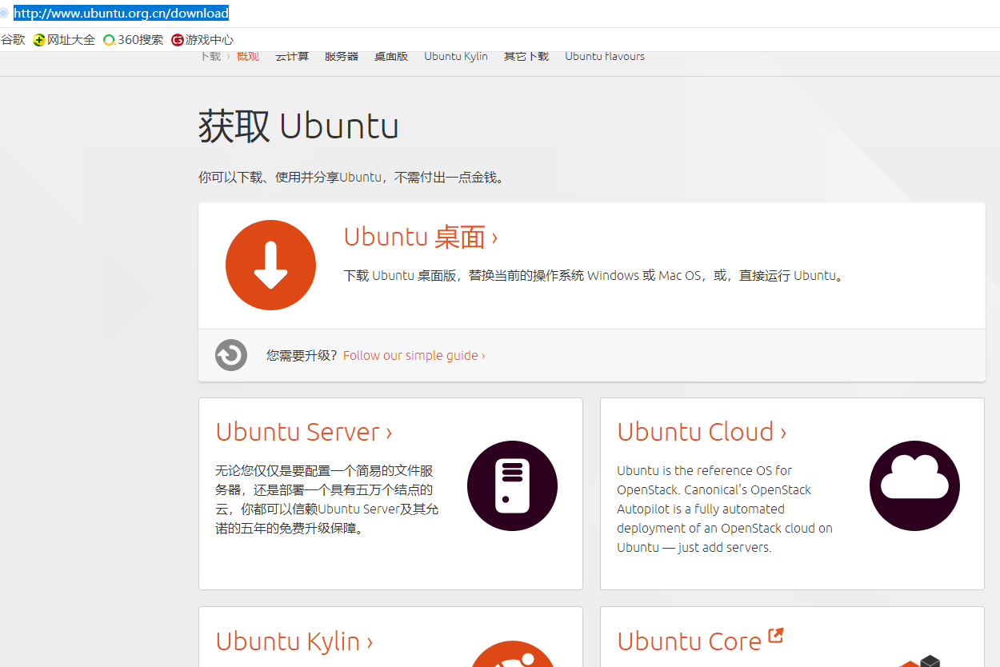 http://www.ubuntu.org.cn/download
谷歌 网址大全 360搜索 游戏中心
下载 › 概观 云计算 服务器 桌面版 Ubuntu Kylin 其它下载 Ubuntu flavours
获取 Ubuntu
你可以下载、使用并分享Ubuntu，不需付出一点金钱。
Ubuntu 桌面 ›
下载 Ubuntu 桌面版，替换当前的操作系统 Windows 或 Mac OS，或，直接运行 Ubuntu。
您需要升级？ Follow our simple guide ›
Ubuntu Server ›
无论您仅仅是要配置一个简易的文件服
务器，还是部署一个具有五万个结点的
云，你都可以信赖Ubuntu Server及其允
诺的五年的免费升级保障。
Ubuntu Cloud ›
Ubuntu is the reference OS for
OpenStack. Canonical’s OpenStack
Autopilot is a fully automated
deployment of an OpenStack cloud on
Ubuntu — just add servers.
Ubuntu Kylin ›
Ubuntu Core